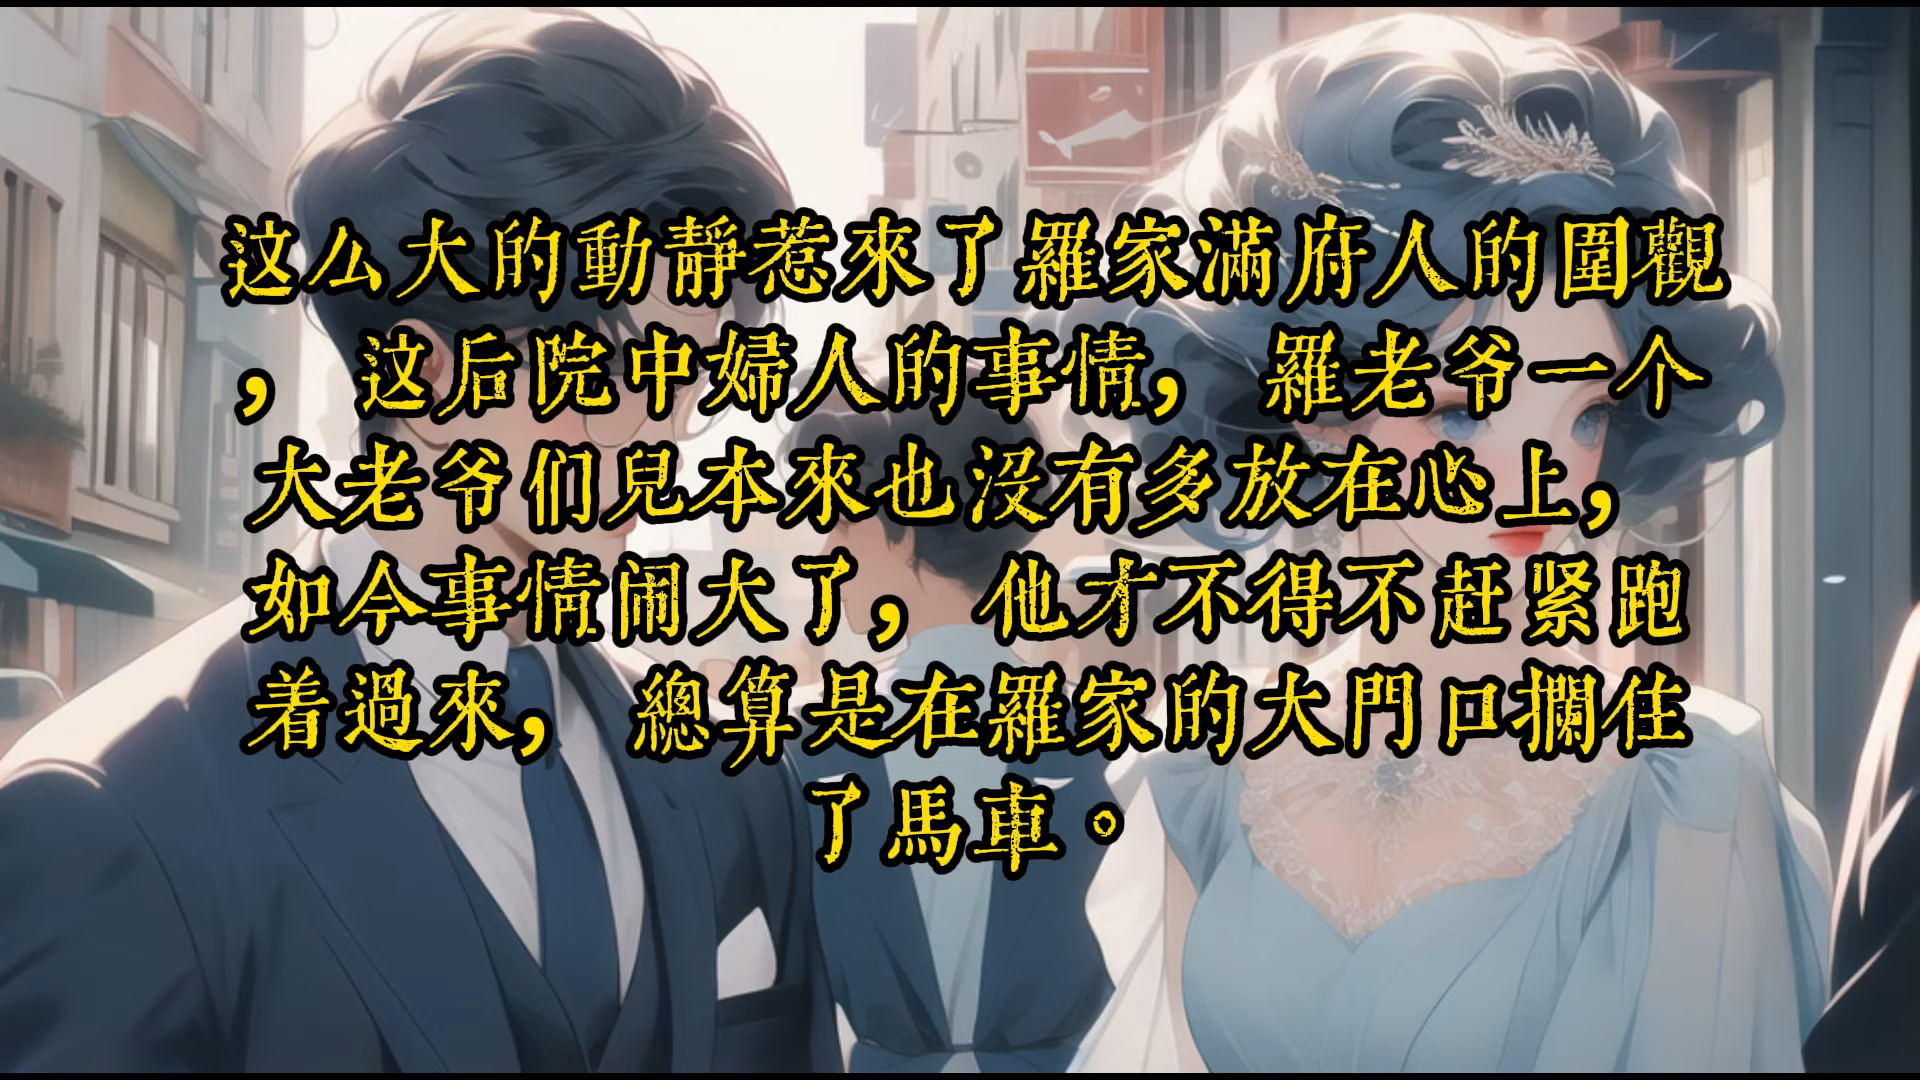 这么大的動靜惹來了羅家滿府人的圍觀
， 这后院中婦人的事情， 羅老爷一个
大老爷们兒本來也沒有多放在心上，
如今事情闹大了， 他才不得不赶紧跑
着過來， 總算是在羅家的大門口攔住
了馬車。